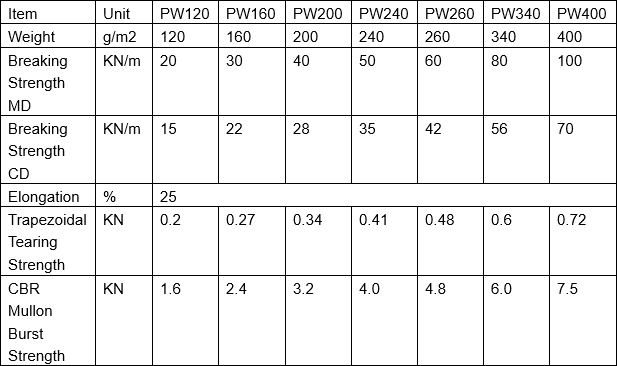 Item Unit PW120 PW160 PW200 PW240 PW260 PW340 PW400
Weight g/m2 120 160 200 240 260 340 400
Breaking KN/m 20 30 40 50 60 80 100
Strength
MD
Breaking KN/m 15 22 28 35 42 56 70
Strength
CD
Elongation % 25
Trapezoidal KN 0.2 0.27 0.34 0.41 0.48 0.6 0.72
Tearing
Strength
CBR KN 1.6 2.4 3.2 4.0 4.8 6.0 7.5
Mullon
Burst
Strength